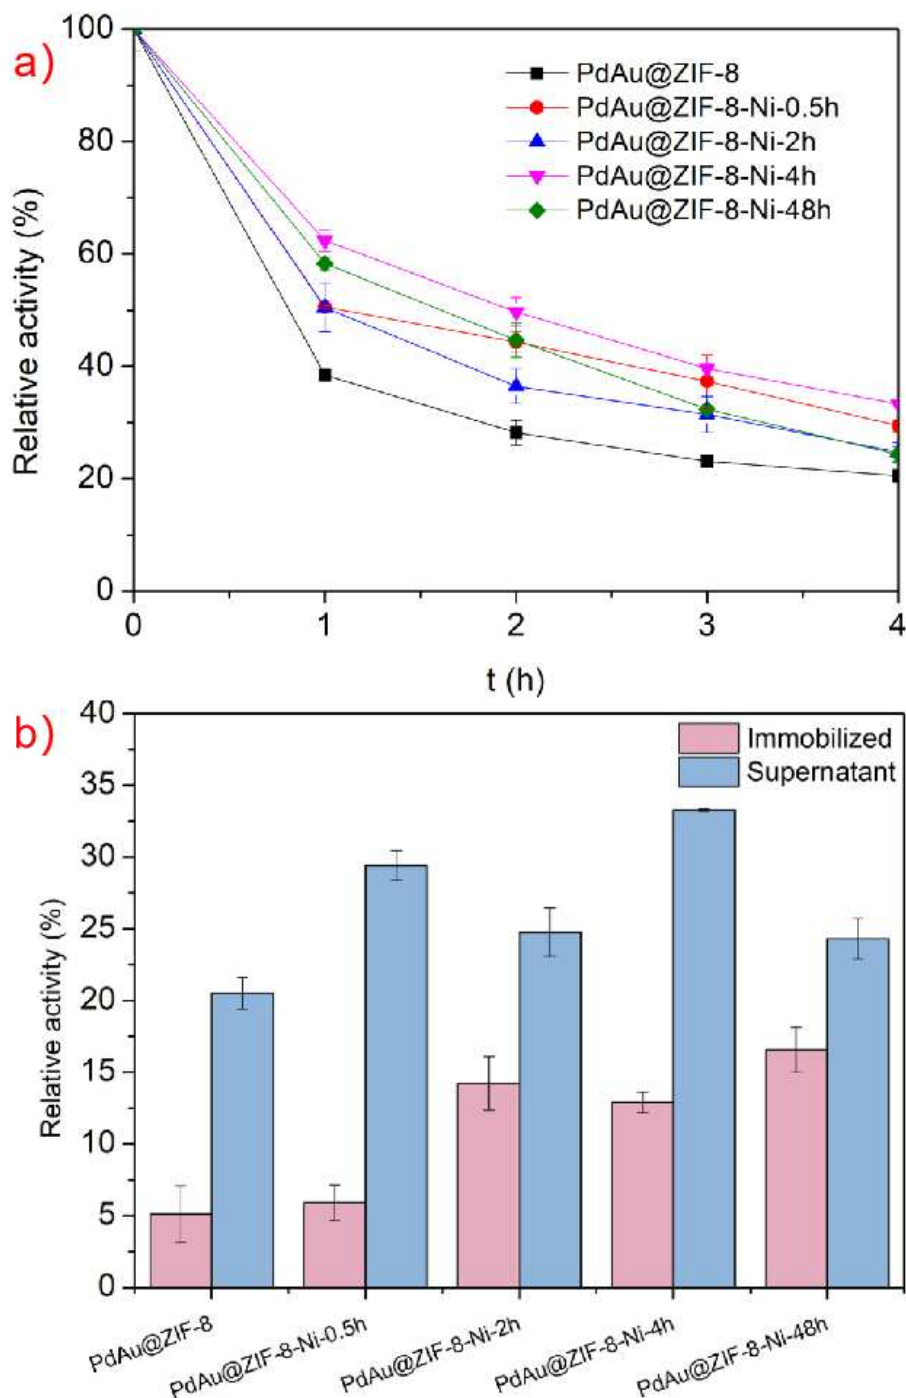 a)
100
80
60
40
20
0
Relative activity (%)
PdAu@ZIF-8
PdAu@ZIF-8-Ni-0.5h
PdAu@ZIF-8-Ni-2h
PdAu@ZIF-8-Ni-4h
PdAu@ZIF-8-Ni-48h
0 1 2 3 4
t (h)
b)
40
35
30
25
20
15
10
5
0
Relative activity (%)
Immobilized
Supernatant
PdAu@ZIF-8
PdAu@ZIF-8-Ni-0.5h
PdAu@ZIF-8-Ni-2h
PdAu@ZIF-8-Ni-4h
PdAu@ZIF-8-Ni-48h